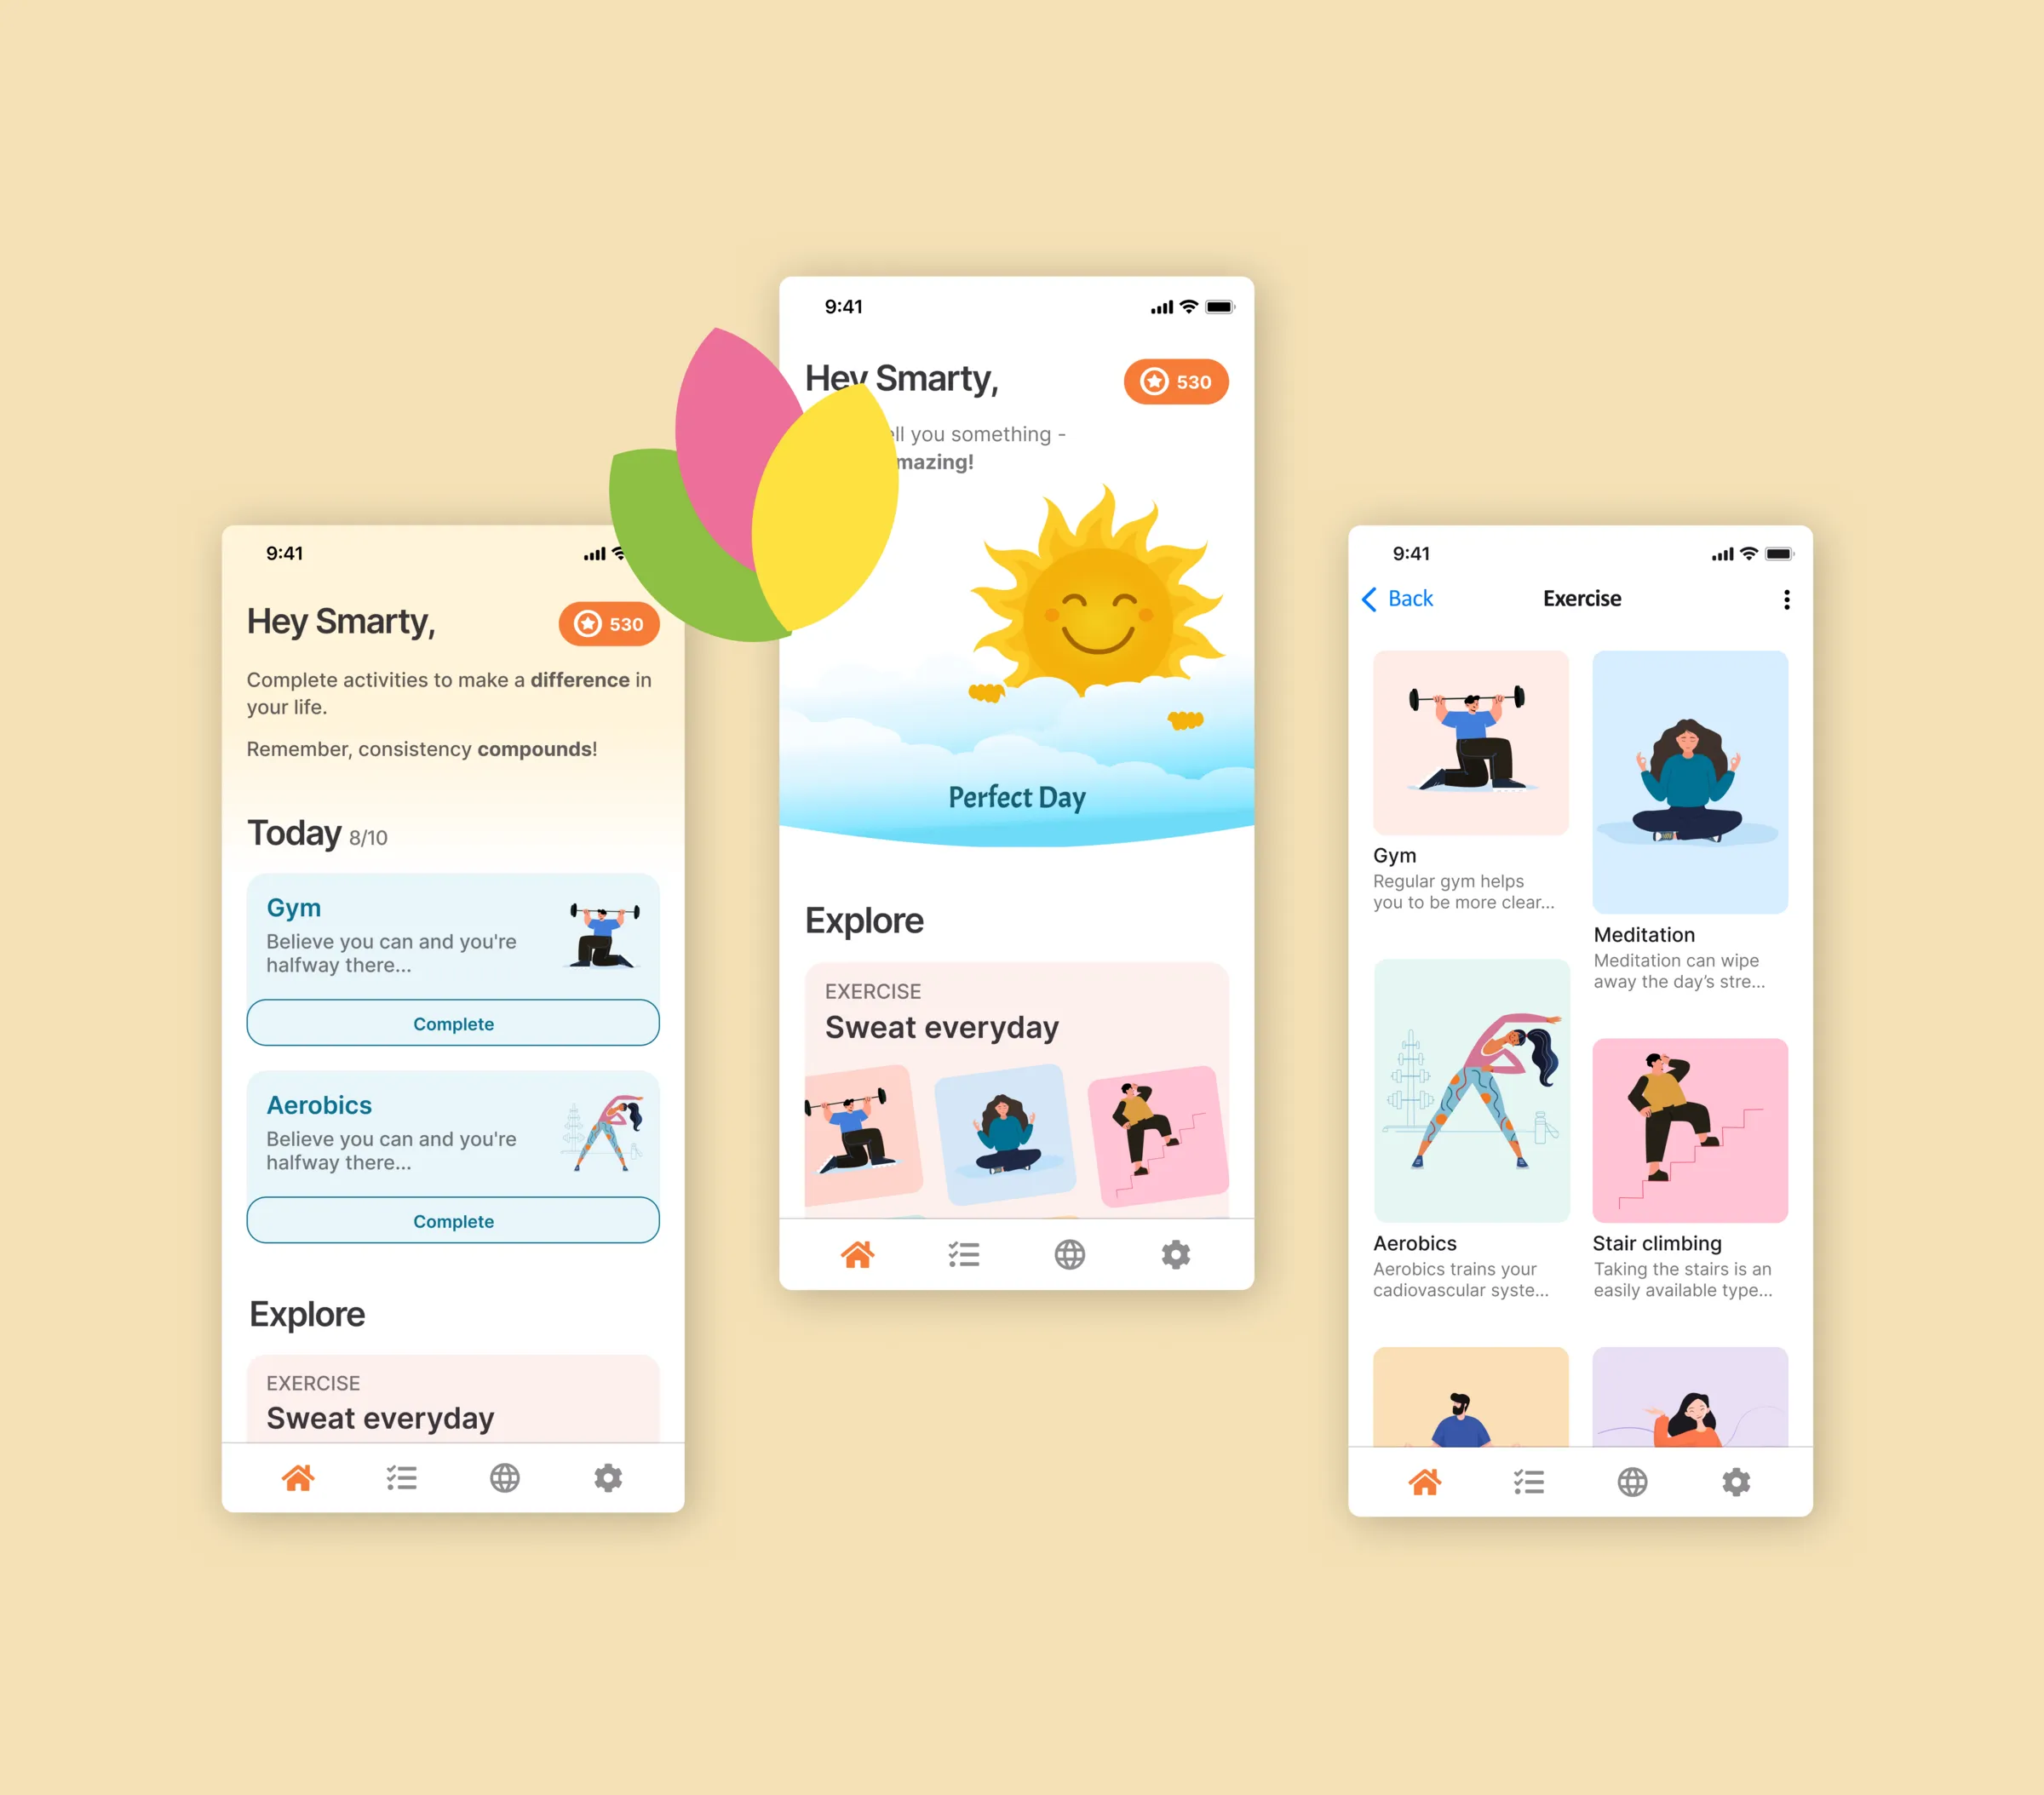 9:41
Hey Smarty,
530
Complete activities to make a difference in
your life.
Remember, consistency compounds!
Today 8/10
Gym
Believe you can and you're
halfway there...
Complete
Aerobics
Believe you can and you're
halfway there...
Complete
Explore
EXERCISE
Sweat everyday
9:41
Hey Smarty,
530
you something -
Perfect Day
Explore
EXERCISE
Sweat everyday
9:41
Back
Exercise
Gym
Regular gym helps
you to be more clear...
Meditation
Meditation can wipe
away the day's stre...
Aerobics
Aerobics trains your
cadiovascular syste...
Stair climbing
Taking the stairs is an
easily available type...